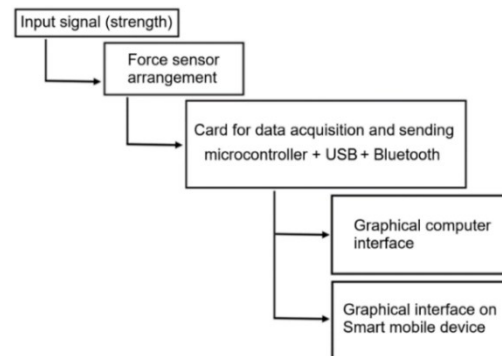 Input signal (strength)
Force sensor
arrangement
Card for data acquisition and sending
microcontroller + USB + Bluetooth
Graphical computer
interface
Graphical interface on
Smart mobile device